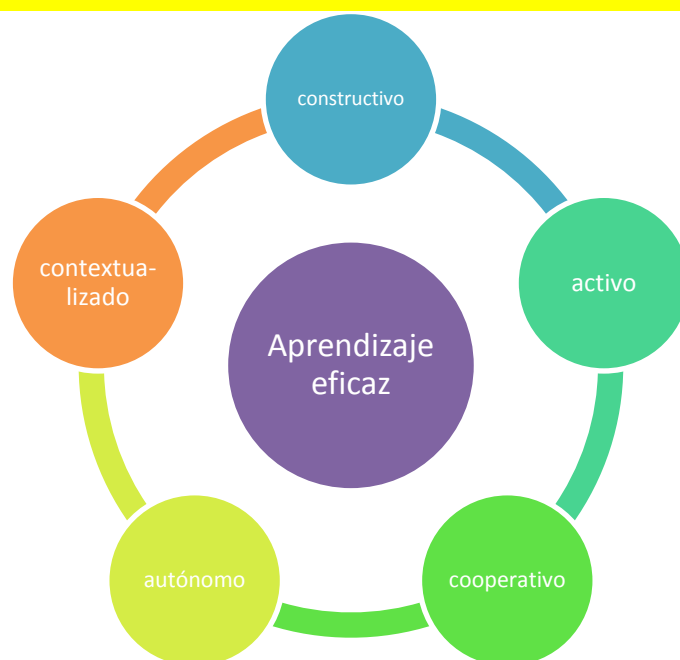 constructivo
contextua-
lizado
activo
Aprendizaje
eficaz
autónomo
cooperativo